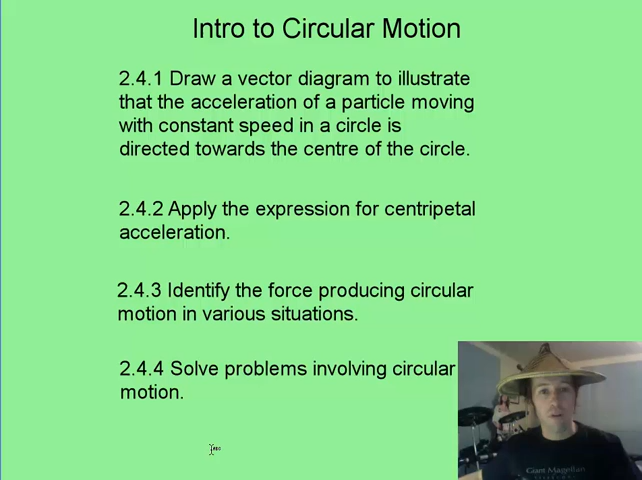 Intro to Circular Motion
2.4.1 Draw a vector diagram to illustrate
that the acceleration of a particle moving
with constant speed in a circle is
directed towards the centre of the circle.
2.4.2 Apply the expression for centripetal
acceleration.
2.4.3 Identify the force producing circular
motion in various situations.
2.4.4 Solve problems involving circular
motion.
Giant Magellan